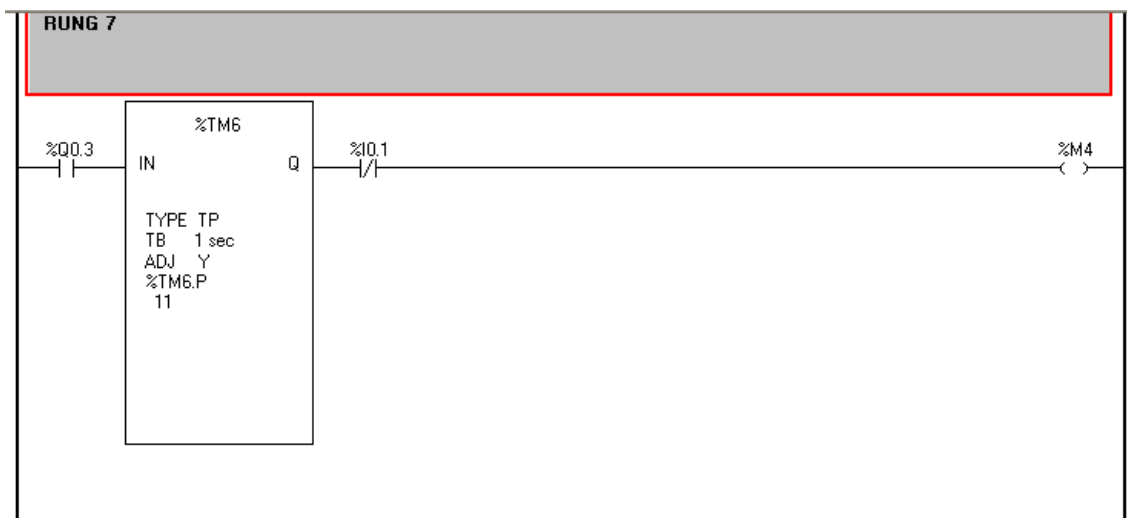 RUNG 7
%TM6
%Q0.3
%I0.1
%M4
IN Q
TYPE TP
TB 1 sec
ADJ Y
%TM6.P
11